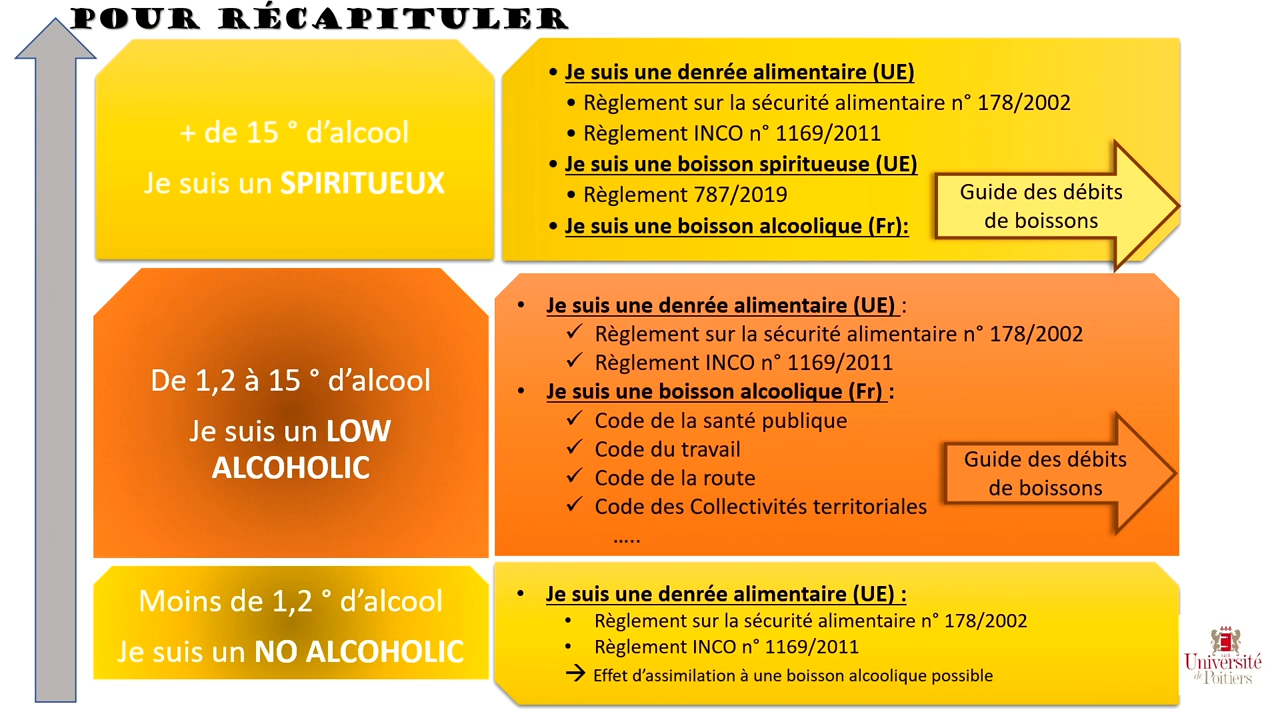 POUR RÉCAPITULER
+ de 15 ° d'alcool
Je suis un SPIRITUEUX
• Je suis une denrée alimentaire (UE)
• Règlement sur la sécurité alimentaire n° 178/2002
• Règlement INCO n° 1169/2011
• Je suis une boisson spiritueuse (UE)
• Règlement 787/2019
• Je suis une boisson alcoolique (Fr):
Guide des débits
de boissons
De 1,2 à 15 ° d'alcool
Je suis un LOW
ALCOHOLIC
• Je suis une denrée alimentaire (UE) :
✓ Règlement sur la sécurité alimentaire n° 178/2002
✓ Règlement INCO n° 1169/2011
• Je suis une boisson alcoolique (Fr) :
✓ Code de la santé publique
✓ Code du travail
✓ Code de la route
✓ Code des Collectivités territoriales
…..
Guide des débits
de boissons
Moins de 1,2 ° d'alcool
Je suis un NO ALCOHOLIC
• Je suis une denrée alimentaire (UE) :
• Règlement sur la sécurité alimentaire n° 178/2002
• Règlement INCO n° 1169/2011
→ Effet d'assimilation à une boisson alcoolique possible
Université
de Poitiers